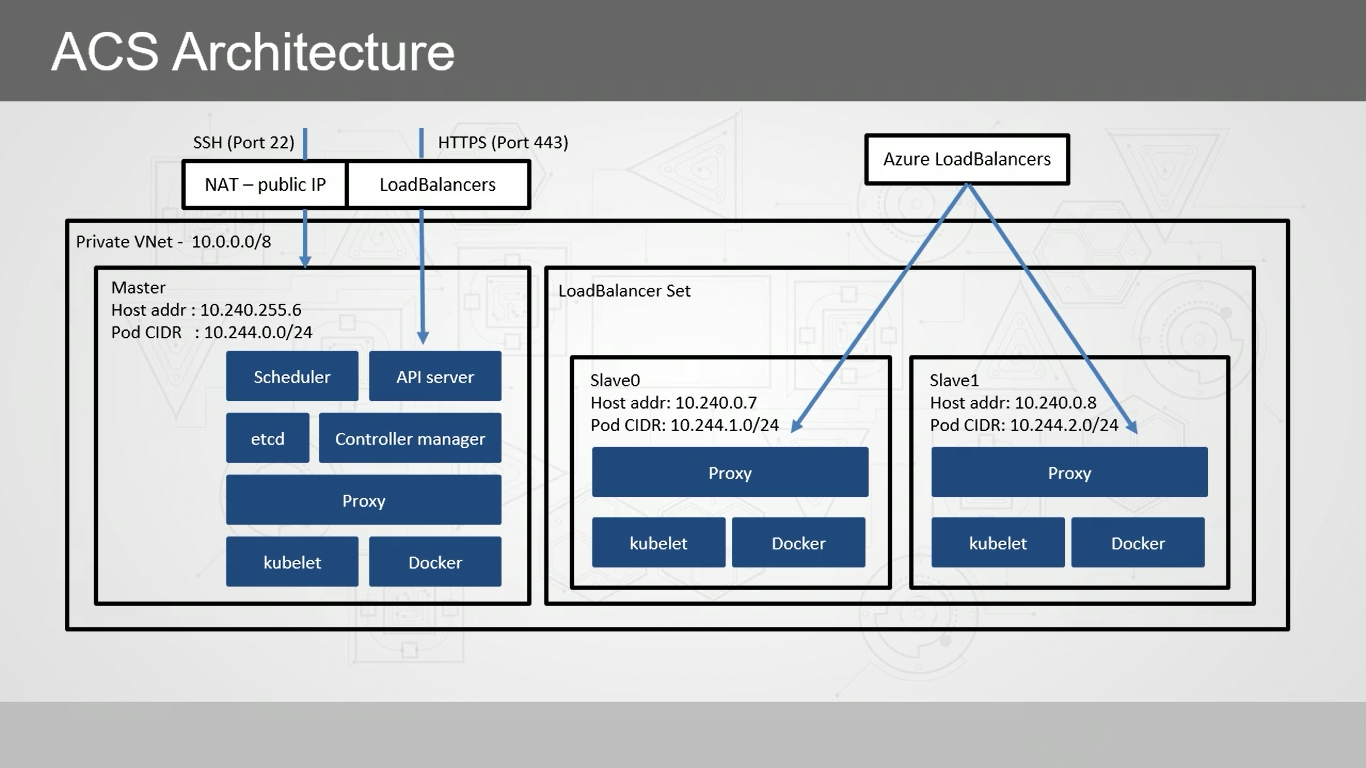 ACS Architecture
SSH (Port 22)
HTTPS (Port 443)
NAT – public IP
LoadBalancers
Azure LoadBalancers
Private VNet -  10.0.0.0/8
Master
Host addr : 10.240.255.6
Pod CIDR   : 10.244.0.0/24
Scheduler
API server
etcd
Controller manager
Proxy
kubelet
Docker
LoadBalancer Set
Slave0
Host addr: 10.240.0.7
Pod CIDR: 10.244.1.0/24
Proxy
kubelet
Docker
Slave1
Host addr: 10.240.0.8
Pod CIDR: 10.244.2.0/24
Proxy
kubelet
Docker